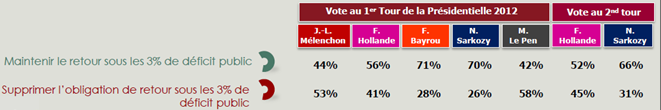 Vote au 1er Tour de la Présidentielle 2012 Vote au 2nd tour
J.-L. Mélenchon F. Hollande F. Bayrou N. Sarkozy M. Le Pen F. Hollande N. Sarkozy
Maintenir le retour sous les 3% de déficit public 44% 56% 71% 70% 42% 52% 66%
Supprimer l'obligation de retour sous les 3% de 53% 41% 28% 26% 58% 45% 31%
déficit public